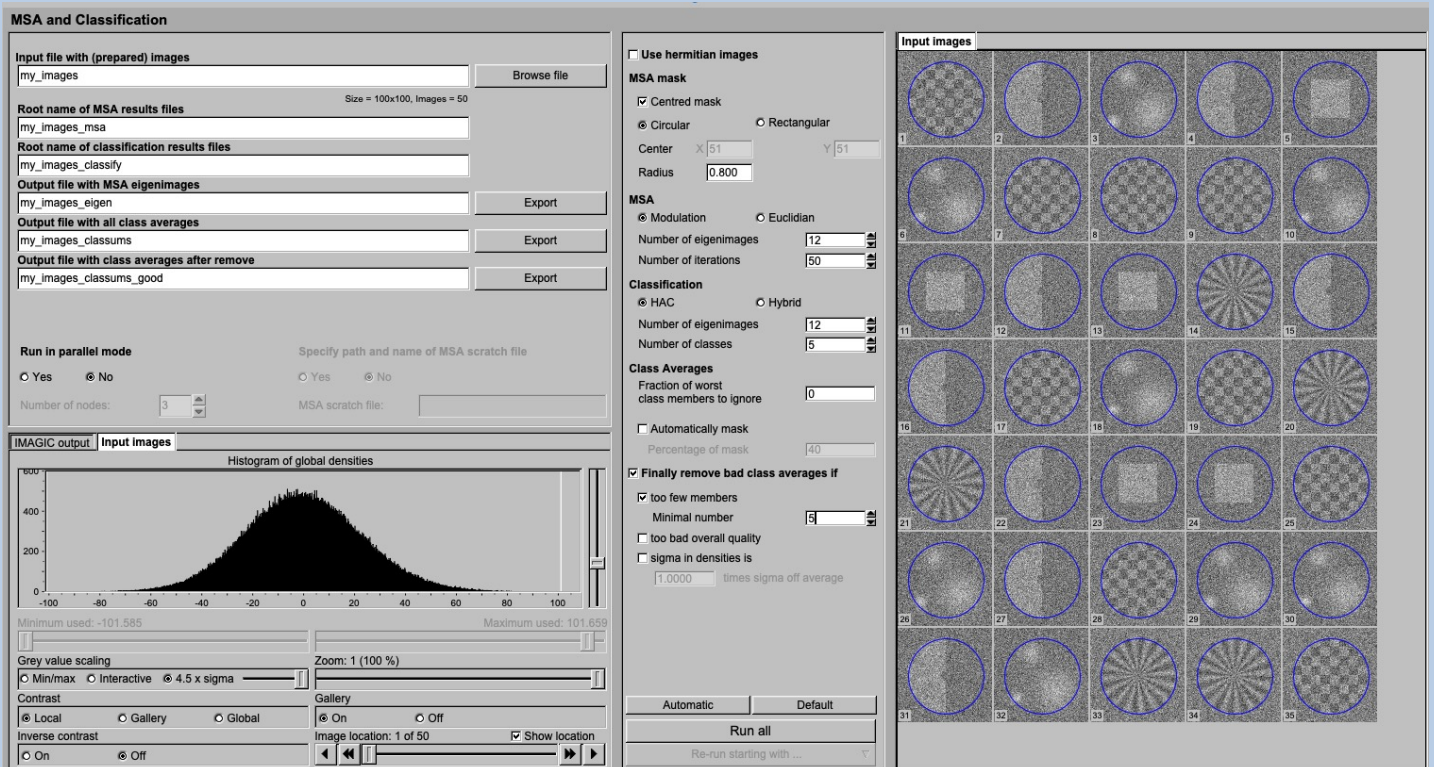 MSA and Classification
Input file with (prepared) images
my_images
Browse file
Size = 100x100, Images = 50
Root name of MSA results files
my_images_msa
Root name of classification results files
my_images_classify
Output file with MSA eigenimages
my_images_eigen
Export
Output file with all class averages
my_images_classums
Export
Output file with class averages after remove
my_images_classums_good
Export
Run in parallel mode
Yes No
Number of nodes: 3
Specify path and name of MSA scratch file
Yes No
MSA scratch file:
IMAGIC output Input images
Histogram of global densities
600
400
200
0
-100 -80 -60 -40 -20 0 20 40 60 80 100
Minimum used: -101.585 Maximum used: 101.659
Grey value scaling
Min/max Interactive 4.5 x sigma
Zoom: 1 (100 %)
Contrast
Local Gallery Global
Gallery
On Off
Inverse contrast
On Off
Image location: 1 of 50 Show location
Use hermitian images
MSA mask
Centred mask
Circular Rectangular
Center X 51 Y 51
Radius 0.800
MSA
Modulation Euclidian
Number of eigenimages 12
Number of iterations 50
Classification
HAC Hybrid
Number of eigenimages 12
Number of classes 5
Class Averages
Fraction of worst
class members to ignore 0
Automatically mask
Percentage of mask 40
Finally remove bad class averages if
too few members
Minimal number 5
too bad overall quality
sigma in densities is
1.0000 times sigma off average
Automatic Default
Run all
Re-run starting with ...
Input images
1 2 3 4 5
6 7 8 9 10
11 12 13 14 15
16 17 18 19 20
21 22 23 24 25
26 27 28 29 30
31 32 33 34 35